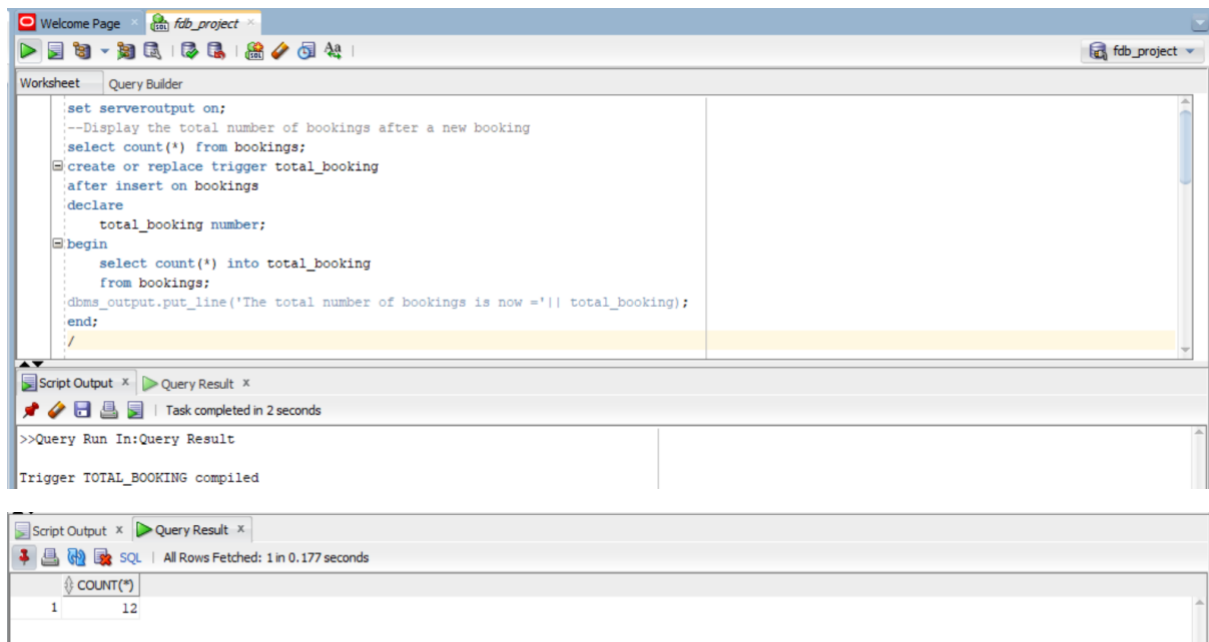 Welcome Page × fdb_project ×
fdb_project
Worksheet Query Builder
set serveroutput on;
--Display the total number of bookings after a new booking
select count(*) from bookings;
create or replace trigger total_booking
after insert on bookings
declare
total_booking number;
begin
select count(*) into total_booking
from bookings;
dbms_output.put_line('The total number of bookings is now ='|| total_booking);
end;
/
Script Output × Query Result ×
Task completed in 2 seconds
>>Query Run In:Query Result
Trigger TOTAL_BOOKING compiled
Script Output × Query Result ×
SQL | All Rows Fetched: 1 in 0.177 seconds
COUNT(*)
1 12